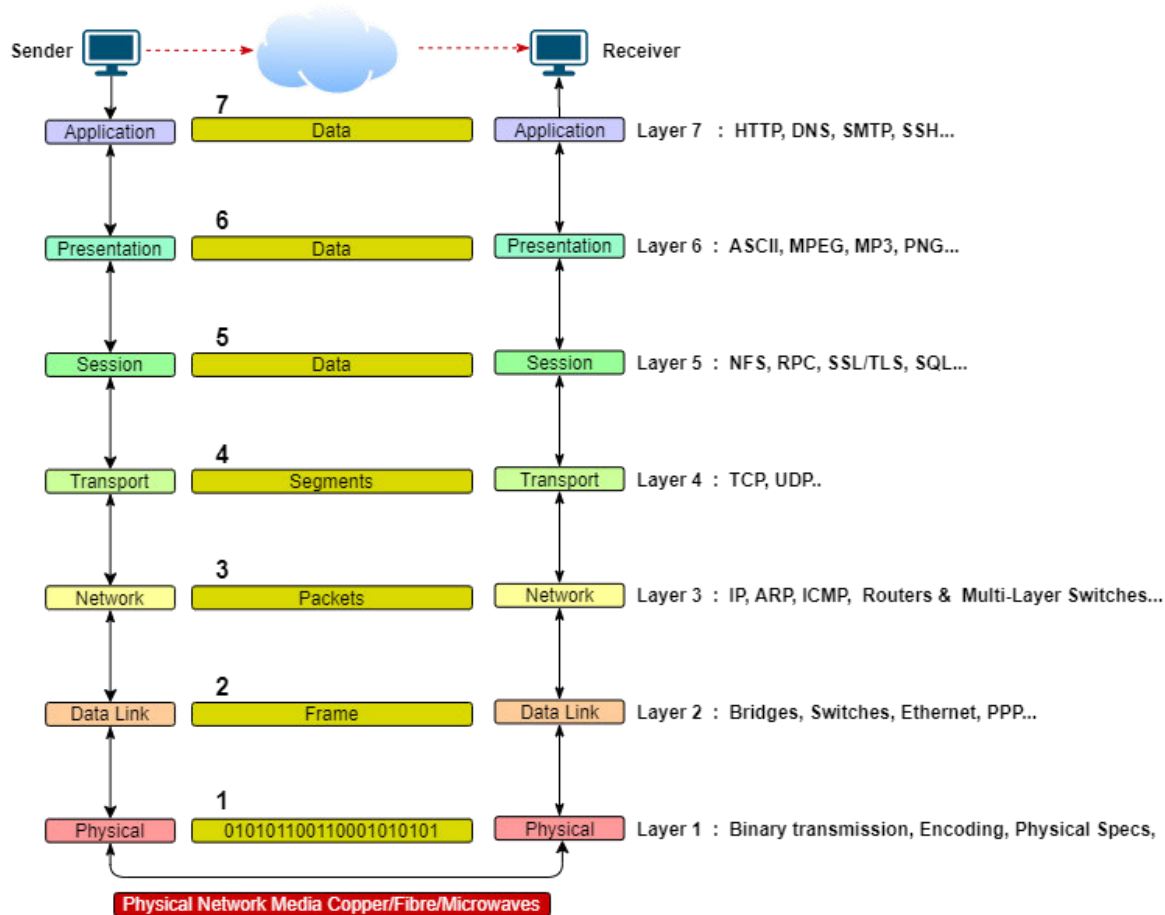 Sender
Receiver
7
Application
Data
Application
Layer 7 : HTTP, DNS, SMTP, SSH...
6
Presentation
Data
Presentation
Layer 6 : ASCII, MPEG, MP3, PNG...
5
Session
Data
Session
Layer 5 : NFS, RPC, SSL/TLS, SQL...
4
Transport
Segments
Transport
Layer 4 : TCP, UDP..
3
Network
Packets
Network
Layer 3 : IP, ARP, ICMP, Routers & Multi-Layer Switches...
2
Data Link
Frame
Data Link
Layer 2 : Bridges, Switches, Ethernet, PPP...
1
Physical
010101100110001010101
Physical
Layer 1 : Binary transmission, Encoding, Physical Specs,
Physical Network Media Copper/Fibre/Microwaves